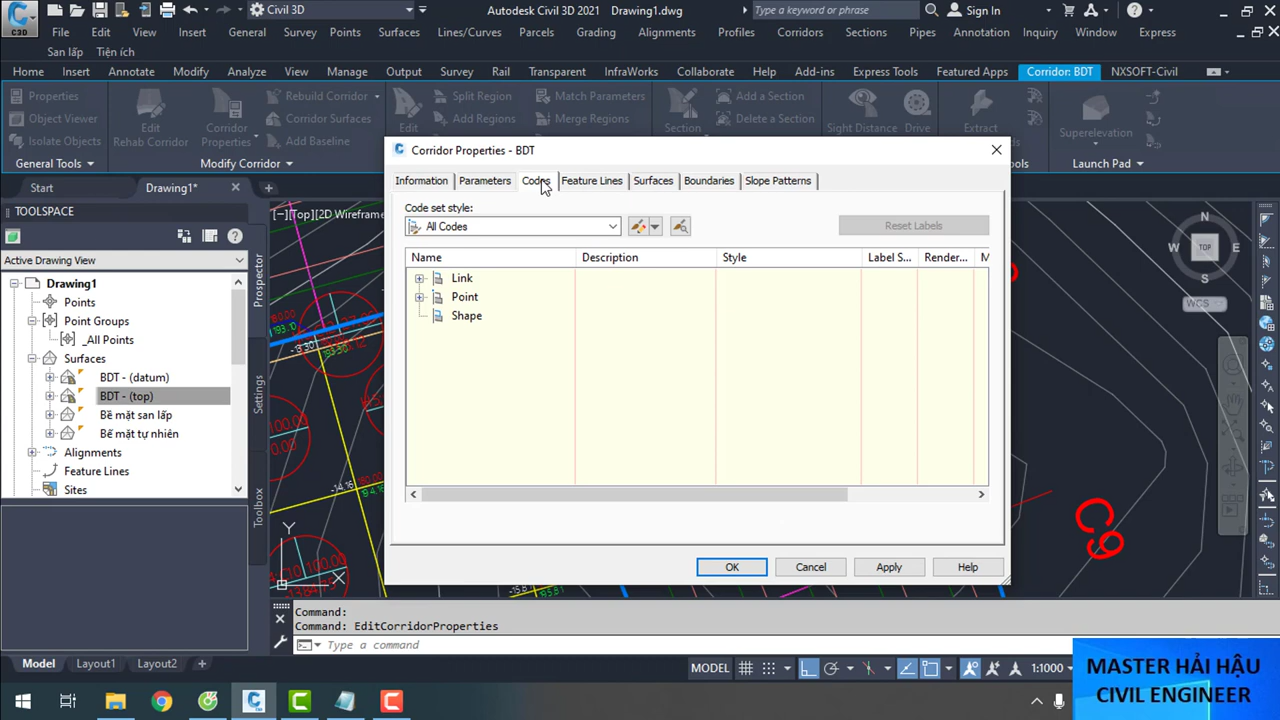 C3D
Civil 3D
Autodesk Civil 3D 2021 Drawing1.dwg
Type a keyword or phrase
Sign In
File Edit View Insert General Survey Points Surfaces Lines/Curves Parcels Grading Alignments Profiles Corridors Sections Pipes Annotation Inquiry Window Express
San lấp Tiện ích
Home Insert Annotate Modify Analyze View Manage Output Survey Rail Transparent InfraWorks Collaborate Help Add-ins Express Tools Featured Apps Corridor: BDT NXSOFT-Civil
Properties
Object Viewer
Isolate Objects
General Tools
Edit
Rehab Corridor
Corridor
Properties
Rebuild Corridor
Corridor Surfaces
Add Baseline
Modify Corridor
Edit
Split Region
Add Regions
Match Parameters
Merge Regions
Section
Add a Section
Delete a Section
Sight Distance
Drive
Extract
Superelevation
Launch Pad
Start
Drawing1*
[−][Top][2D Wirefram
TOOLSPACE
Active Drawing View
Drawing1
Points
Point Groups
_All Points
Surfaces
BDT - (datum)
BDT - (top)
Bề mặt san lấp
Bề mặt tự nhiên
Alignments
Feature Lines
Sites
Prospector
Settings
Toolbox
Corridor Properties - BDT
Information Parameters Codes Feature Lines Surfaces Boundaries Slope Patterns
Code set style:
All Codes
Reset Labels
Name Description Style Label S... Render... M
Link
Point
Shape
OK Cancel Apply Help
N
W TOP E
S
WCS
C9
Y
X
Command:
Command: EditCorridorProperties
Type a command
Model Layout1 Layout2
MODEL
1:1000
MASTER HẢI HẬU
CIVIL ENGINEER